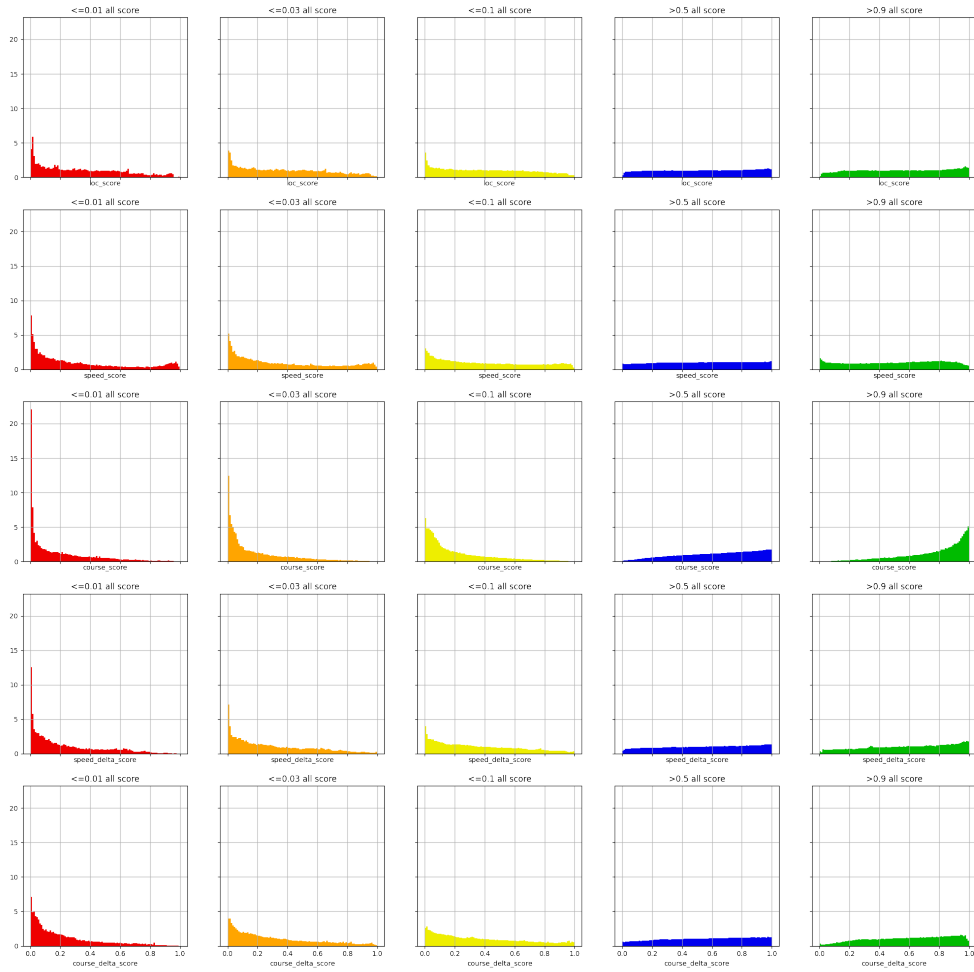 <=0.01 all score <=0.03 all score <=0.1 all score >0.5 all score >0.9 all score
20
15
10
5
0
loc_score loc_score loc_score loc_score loc_score
<=0.01 all score <=0.03 all score <=0.1 all score >0.5 all score >0.9 all score
20
15
10
5
0
speed_score speed_score speed_score speed_score speed_score
<=0.01 all score <=0.03 all score <=0.1 all score >0.5 all score >0.9 all score
20
15
10
5
0
course_score course_score course_score course_score course_score
<=0.01 all score <=0.03 all score <=0.1 all score >0.5 all score >0.9 all score
20
15
10
5
0
speed_delta_score speed_delta_score speed_delta_score speed_delta_score speed_delta_score
<=0.01 all score <=0.03 all score <=0.1 all score >0.5 all score >0.9 all score
20
15
10
5
0
0.0 0.2 0.4 0.6 0.8 1.0 0.0 0.2 0.4 0.6 0.8 1.0 0.0 0.2 0.4 0.6 0.8 1.0 0.0 0.2 0.4 0.6 0.8 1.0 0.0 0.2 0.4 0.6 0.8 1.0
course_delta_score course_delta_score course_delta_score course_delta_score course_delta_score